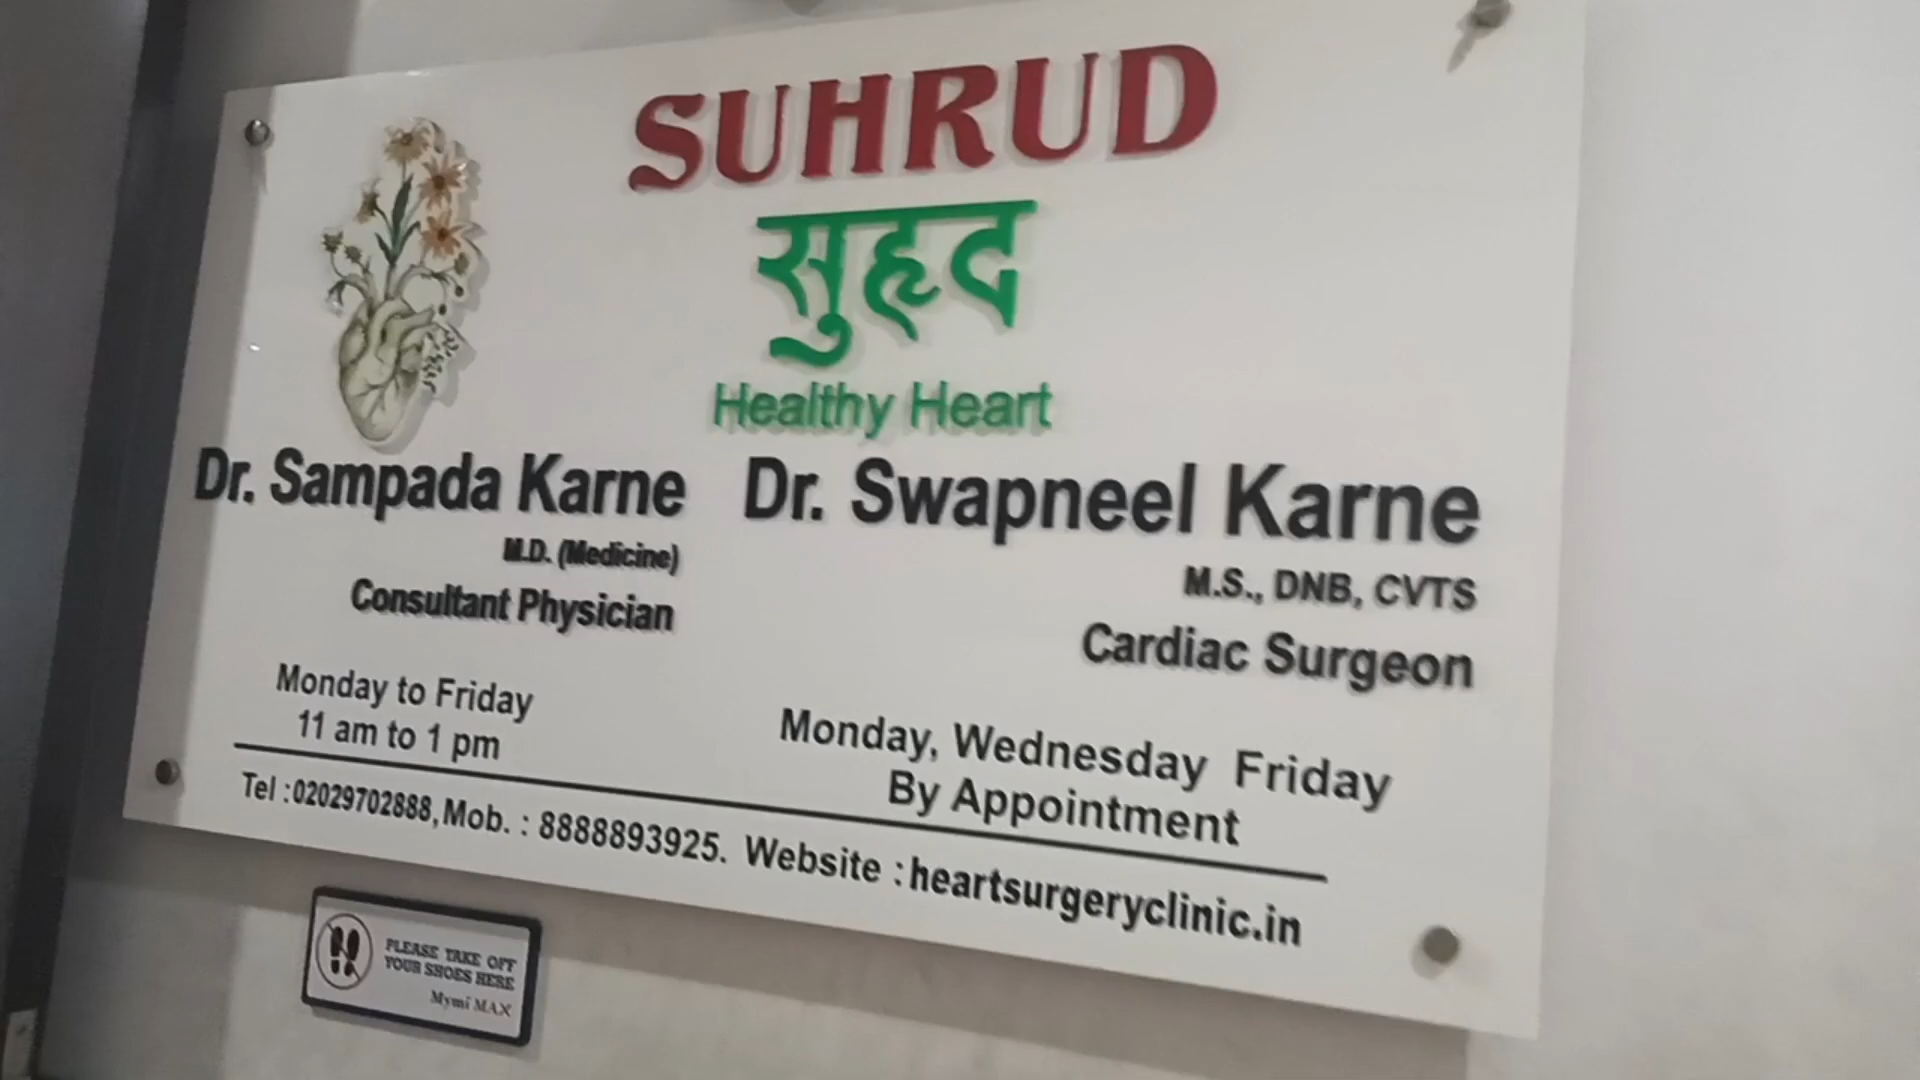 SUHRUD
सुहृद
Healthy Heart
Dr. Sampada Karne
M.D. (Medicine)
Consultant Physician
Monday to Friday
11 am to 1 pm
Dr. Swapneel Karne
M.S., DNB, CVTS
Cardiac Surgeon
Monday, Wednesday Friday
By Appointment
Tel :02029702888, Mob. : 8888893925. Website :heartsurgeryclinic.in
PLEASE TAKE OFF
YOUR SHOES HERE
Mymi MAX